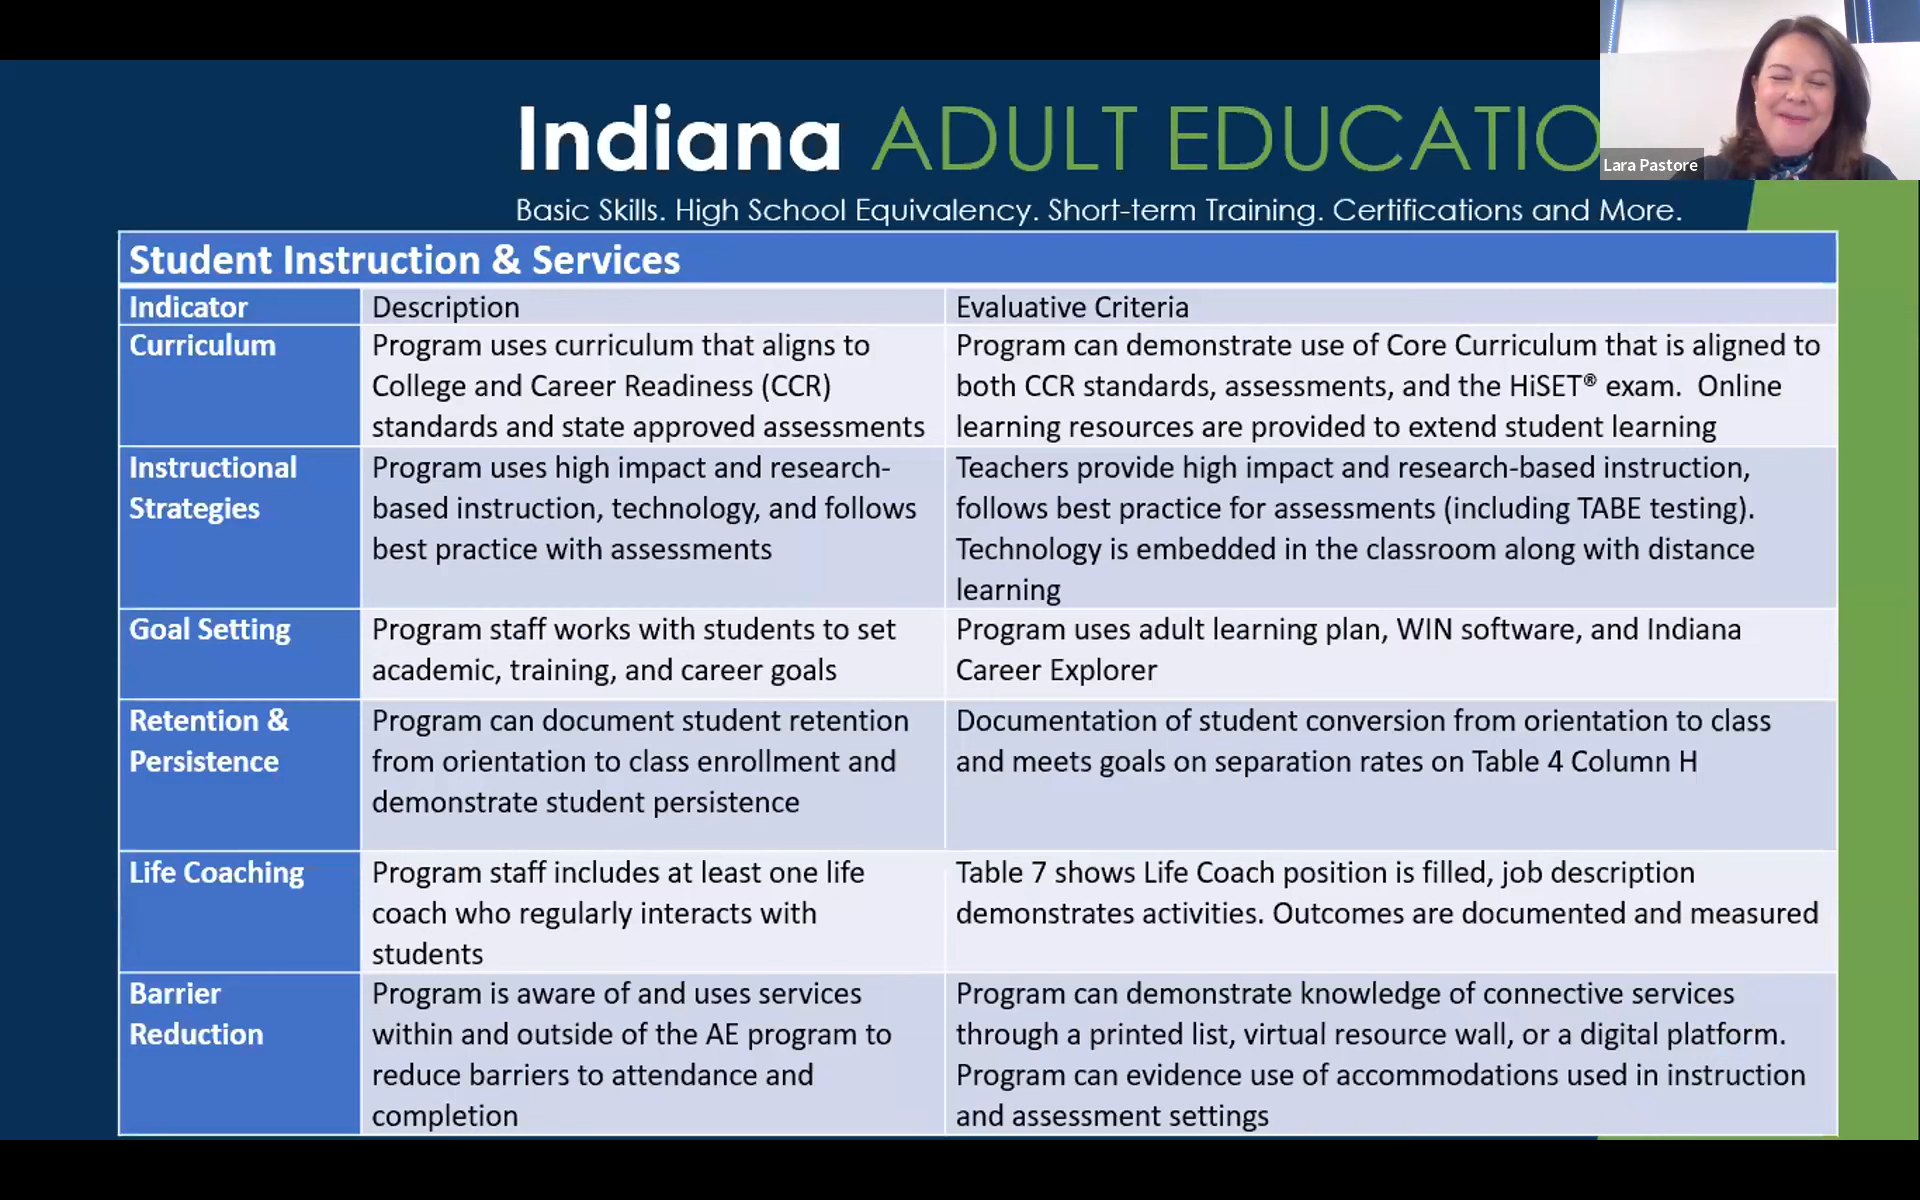 Indiana ADULT EDUCATIO
Lara Pastore
Basic Skills. High School Equivalency. Short-term Training. Certifications and More.
Student Instruction & Services
Indicator
Description
Evaluative Criteria
Curriculum
Program uses curriculum that aligns to
College and Career Readiness (CCR)
standards and state approved assessments
Program can demonstrate use of Core Curriculum that is aligned to
both CCR standards, assessments, and the HiSET® exam.  Online
learning resources are provided to extend student learning
Instructional
Strategies
Program uses high impact and research-
based instruction, technology, and follows
best practice with assessments
Teachers provide high impact and research-based instruction,
follows best practice for assessments (including TABE testing).
Technology is embedded in the classroom along with distance
learning
Goal Setting
Program staff works with students to set
academic, training, and career goals
Program uses adult learning plan, WIN software, and Indiana
Career Explorer
Retention &
Persistence
Program can document student retention
from orientation to class enrollment and
demonstrate student persistence
Documentation of student conversion from orientation to class
and meets goals on separation rates on Table 4 Column H
Life Coaching
Program staff includes at least one life
coach who regularly interacts with
students
Table 7 shows Life Coach position is filled, job description
demonstrates activities. Outcomes are documented and measured
Barrier
Reduction
Program is aware of and uses services
within and outside of the AE program to
reduce barriers to attendance and
completion
Program can demonstrate knowledge of connective services
through a printed list, virtual resource wall, or a digital platform.
Program can evidence use of accommodations used in instruction
and assessment settings